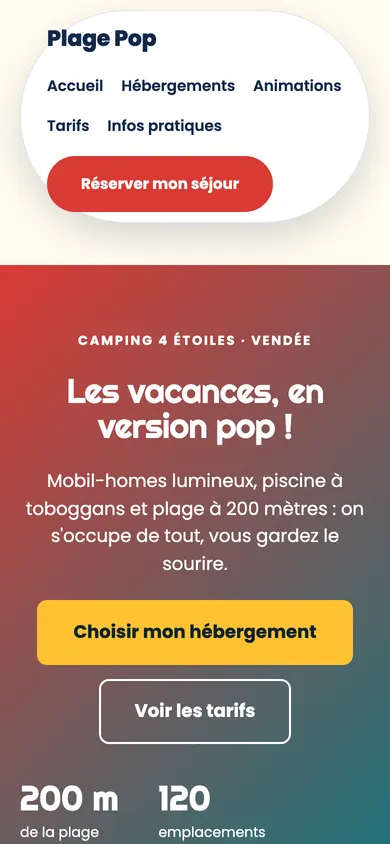 Plage Pop
Accueil Hébergements Animations
Tarifs Infos pratiques
Réserver mon séjour
CAMPING 4 ÉTOILES · VENDÉE
Les vacances, en
version pop !
Mobil-homes lumineux, piscine à
toboggans et plage à 200 mètres : on
s'occupe de tout, vous gardez le
sourire.
Choisir mon hébergement
Voir les tarifs
200 m 120
de la plage emplacements